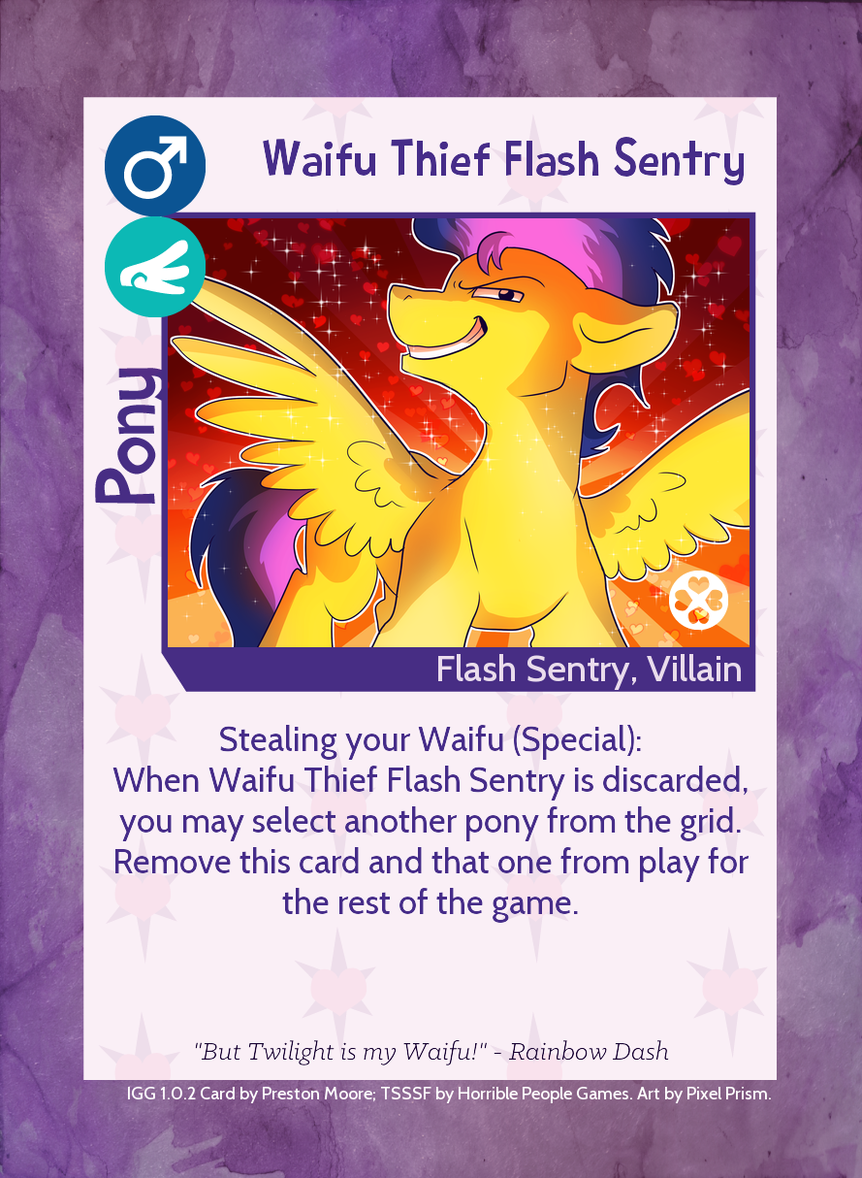 Waifu Thief Flash Sentry
Pony
Flash Sentry, Villain
Stealing your Waifu (Special):
When Waifu Thief Flash Sentry is discarded,
you may select another pony from the grid.
Remove this card and that one from play for
the rest of the game.
"But Twilight is my Waifu!" - Rainbow Dash
IGG 1.0.2 Card by Preston Moore; TSSSF by Horrible People Games. Art by Pixel Prism.